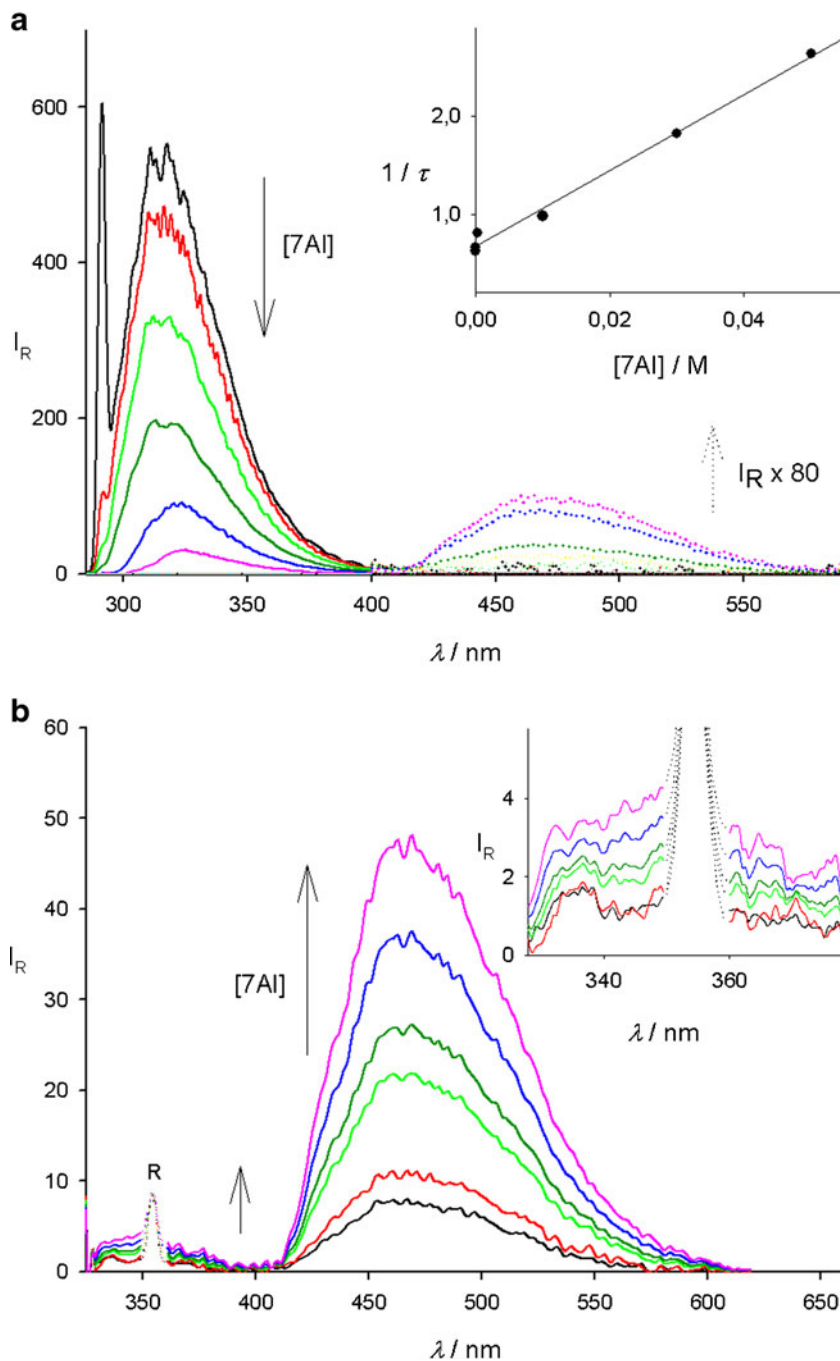 a
600
400
200
0
I_R
[7AI]
300 350 400 450 500 550
λ / nm
I_R x 80
2,0
1,0
1 / τ
0,00 0,02 0,04
[7AI] / M
b
60
50
40
30
20
10
0
I_R
[7AI]
R
350 400 450 500 550 600 650
λ / nm
4
2
0
I_R
340 360
λ / nm